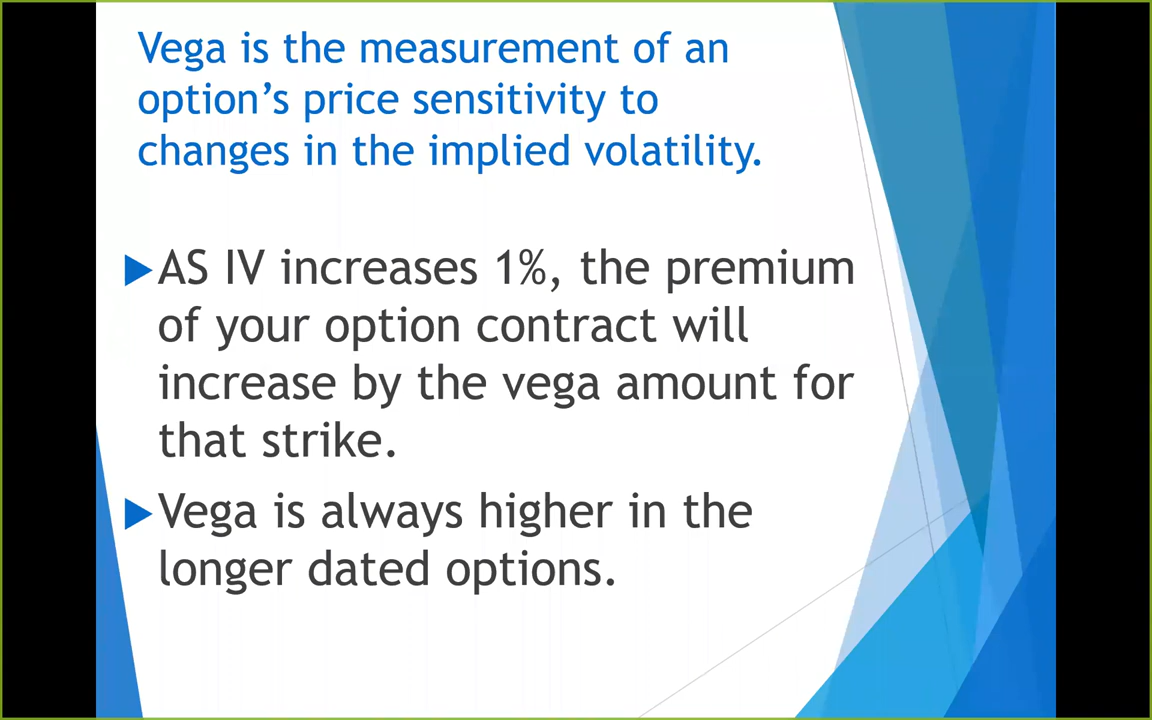 Vega is the measurement of an
option’s price sensitivity to
changes in the implied volatility.
AS IV increases 1%, the premium
of your option contract will
increase by the vega amount for
that strike.
Vega is always higher in the
longer dated options.